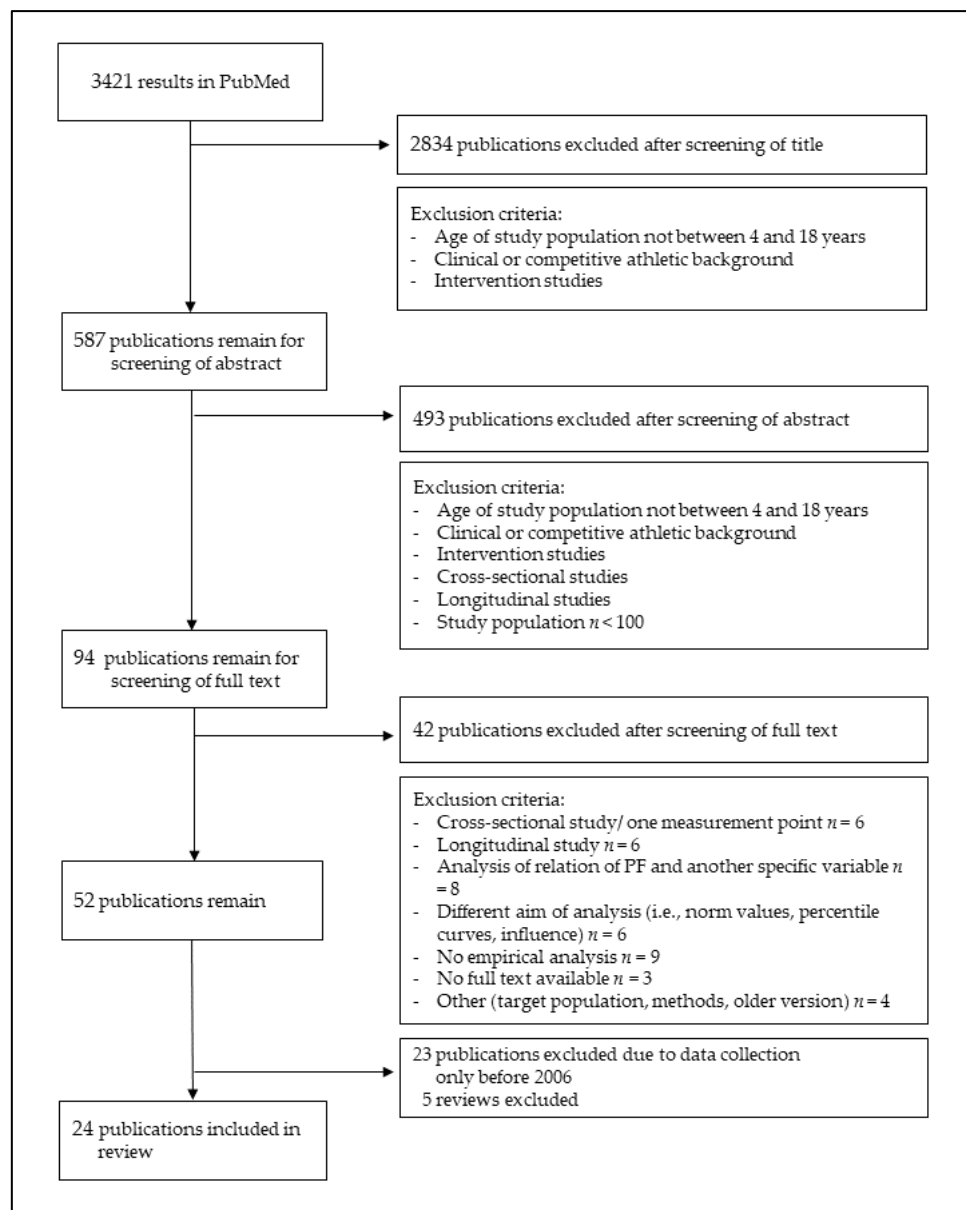 3421 results in PubMed
2834 publications excluded after screening of title
Exclusion criteria:
- Age of study population not between 4 and 18 years
- Clinical or competitive athletic background
- Intervention studies
587 publications remain for
screening of abstract
493 publications excluded after screening of abstract
Exclusion criteria:
- Age of study population not between 4 and 18 years
- Clinical or competitive athletic background
- Intervention studies
- Cross-sectional studies
- Longitudinal studies
- Study population n < 100
94 publications remain for
screening of full text
42 publications excluded after screening of full text
Exclusion criteria:
- Cross-sectional study/ one measurement point n = 6
- Longitudinal study n = 6
- Analysis of relation of PF and another specific variable n
= 8
- Different aim of analysis (i.e., norm values, percentile
curves, influence) n = 6
- No empirical analysis n = 9
- No full text available n = 3
- Other (target population, methods, older version) n = 4
52 publications remain
23 publications excluded due to data collection
only before 2006
5 reviews excluded
24 publications included in
review